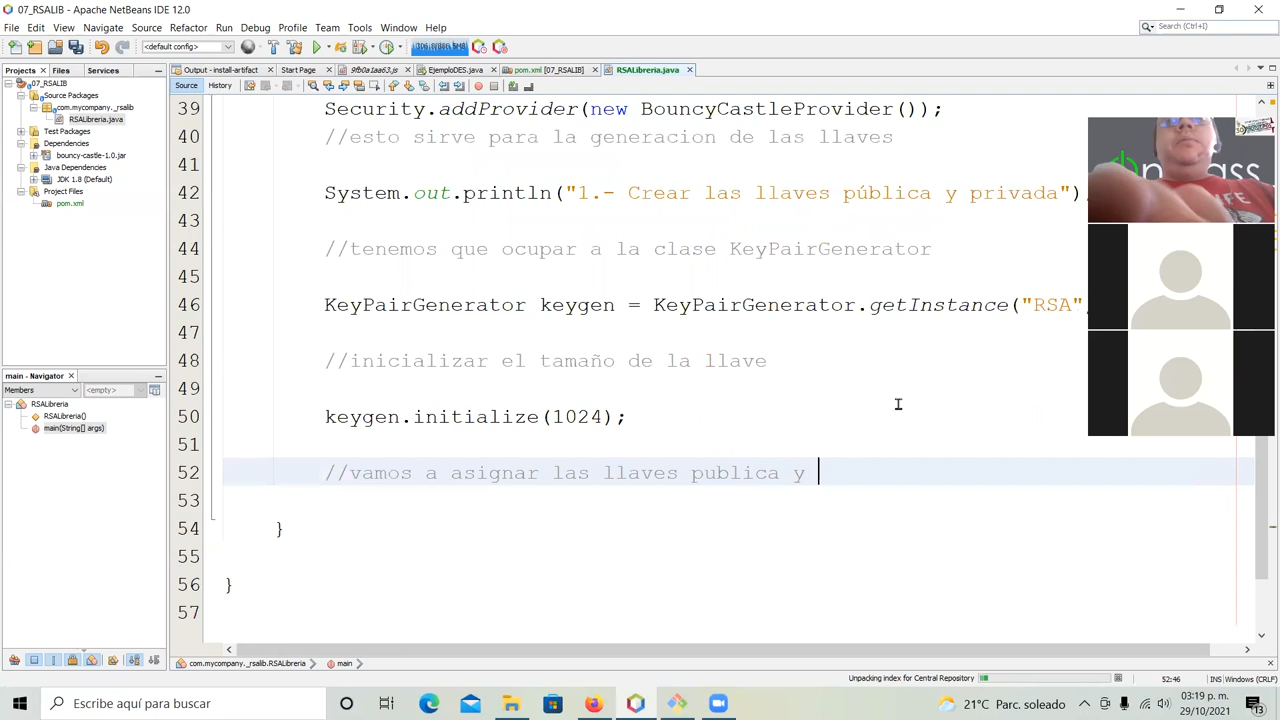 07_RSALIB - Apache NetBeans IDE 12.0
File Edit View Navigate Source Refactor Run Debug Profile Team Tools Window Help
Search (Ctrl+I)
<default config>
Projects Files Services
Output - install-artifact Start Page 9fb0a1aa63.js EjemploDES.java pom.xml [07_RSALIB] RSALibreria.java
Source History
07_RSALIB
Source Packages
com.mycompany._rsalib
RSALibreria.java
Test Packages
Dependencies
bouncy-castle-1.0.jar
Java Dependencies
JDK 1.8 (Default)
Project Files
pom.xml
39 Security.addProvider(new BouncyCastleProvider());
40 //esto sirve para la generacion de las llaves
41
42 System.out.println("1.- Crear las llaves pública y privada")
43
44 //tenemos que ocupar a la clase KeyPairGenerator
45
46 KeyPairGenerator keygen = KeyPairGenerator.getInstance("RSA"
47
48 //inicializar el tamaño de la llave
49
50 keygen.initialize(1024);
51
52 //vamos a asignar las llaves publica y
53
54 }
55
56 }
57
main - Navigator
Members <empty>
RSALibreria
RSALibreria()
main(String[] args)
com.mycompany._rsalib.RSALibreria main
Unpacking index for Central Repository
52:46 INS Windows (CRLF)
Escribe aquí para buscar
21°C Parc. soleado
03:19 p. m.
29/10/2021
13